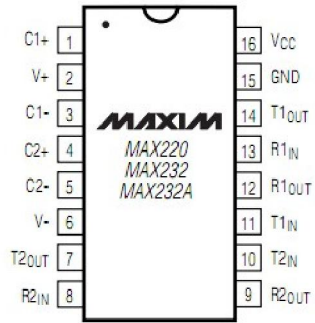 C1+ 1
V+ 2
C1- 3
C2+ 4
C2- 5
V- 6
T2OUT 7
R2IN 8
MAXIM
MAX220
MAX232
MAX232A
16 VCC
15 GND
14 T1OUT
13 R1IN
12 R1OUT
11 T1IN
10 T2IN
9 R2OUT